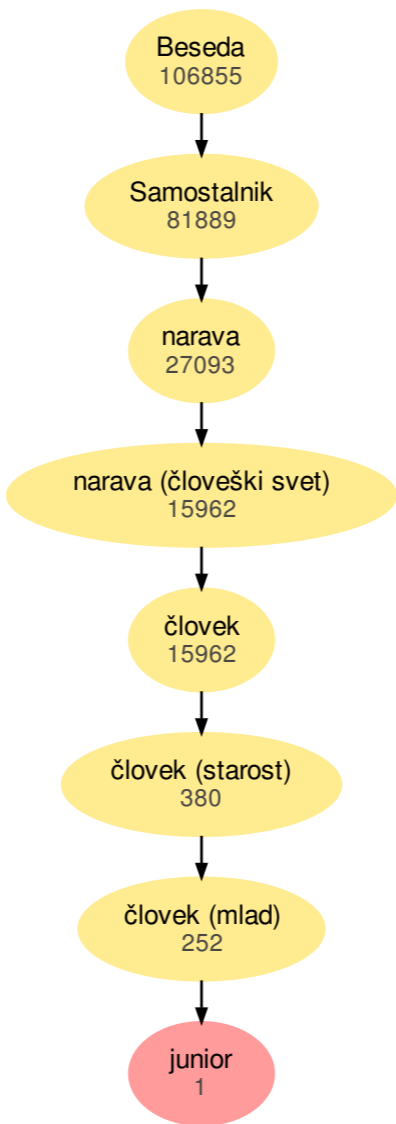 Beseda
106855
Samostalnik
81889
narava
27093
narava (človeški svet)
15962
človek
15962
človek (starost)
380
človek (mlad)
252
junior
1